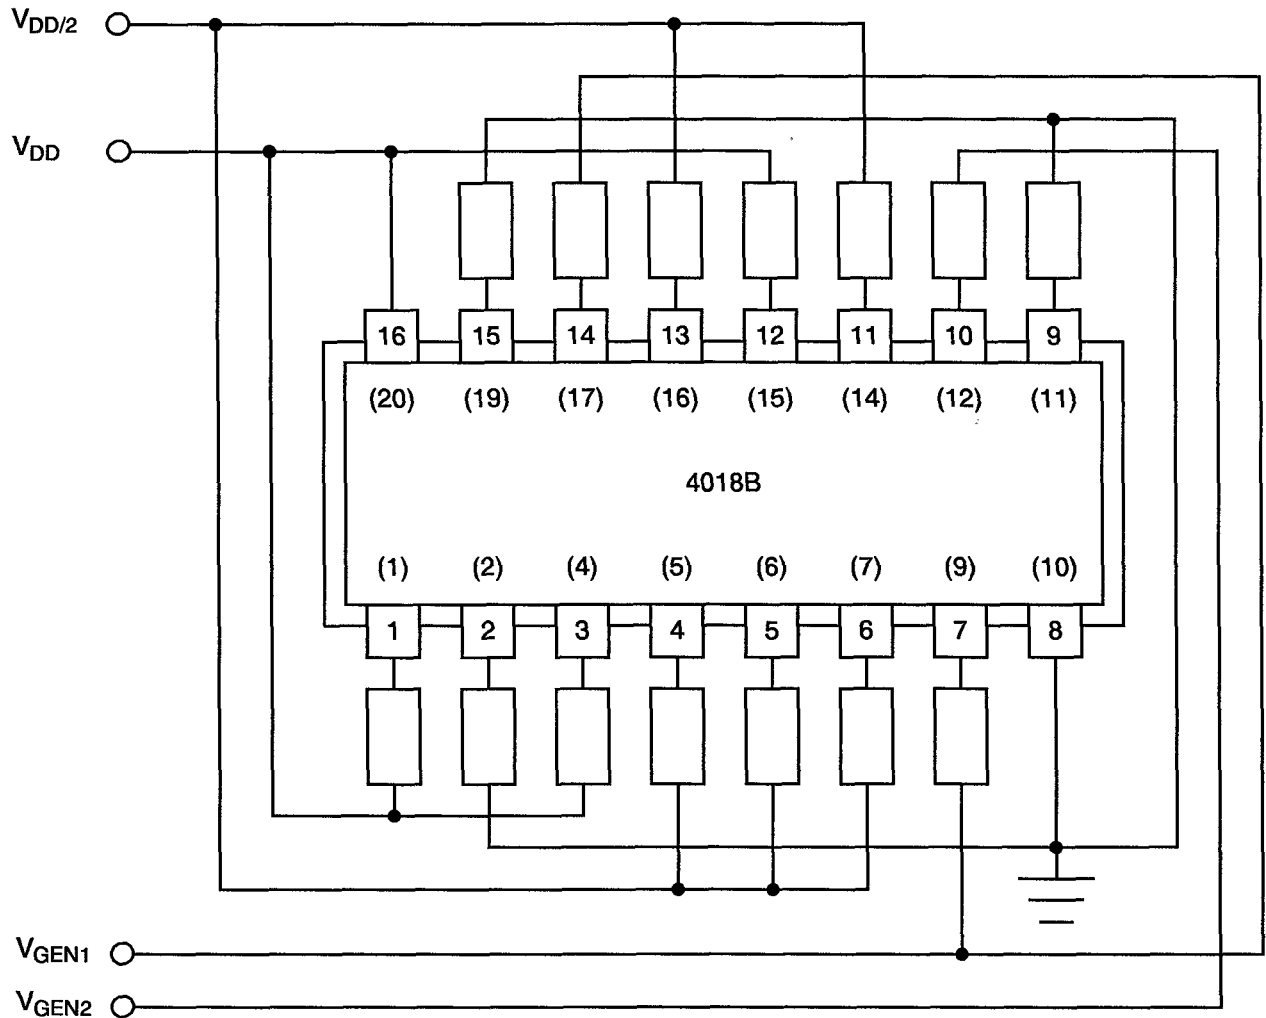 VDD/2
VDD
16 15 14 13 12 11 10 9
(20) (19) (17) (16) (15) (14) (12) (11)
4018B
(1) (2) (4) (5) (6) (7) (9) (10)
1 2 3 4 5 6 7 8
VGEN1
VGEN2